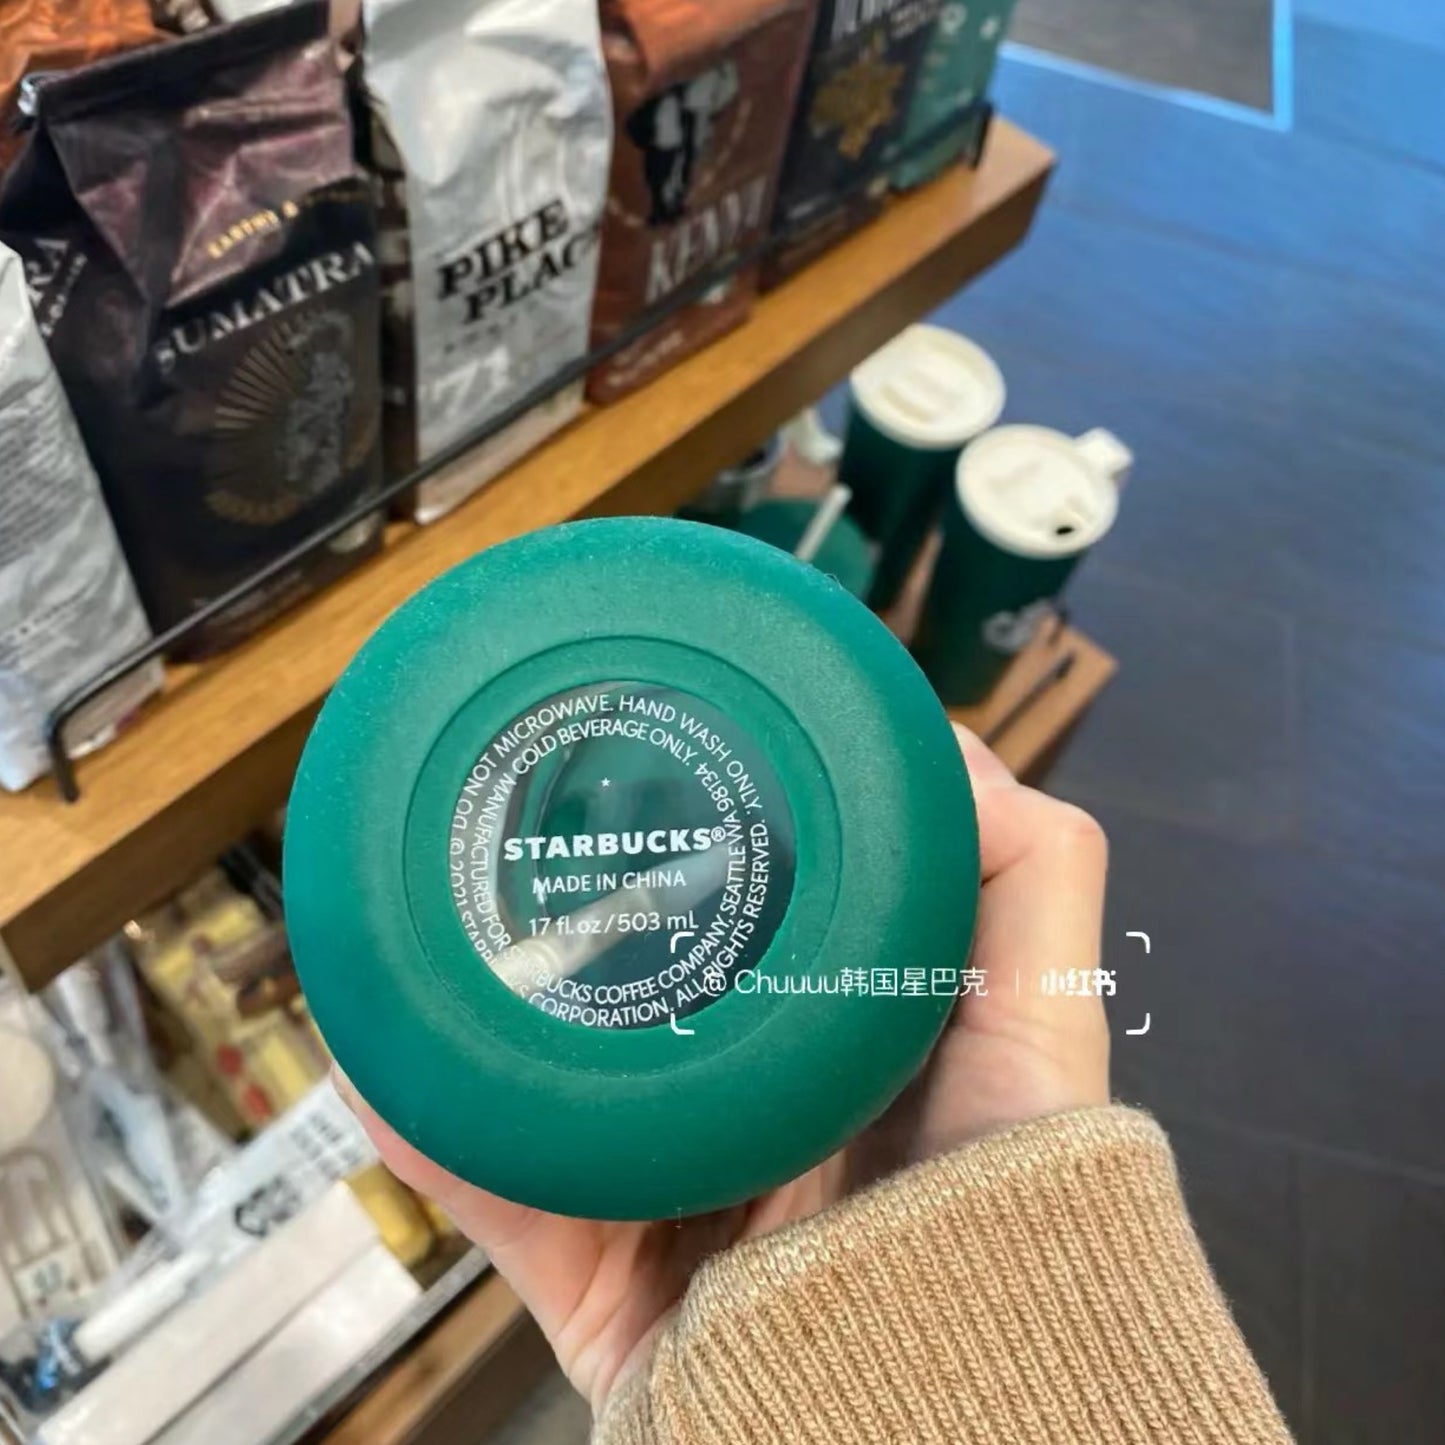 SUMATRA
PIKE
PLAC
KENY
DO NOT MICROWAVE. HAND WASH ONLY.
MANUFACTURED FOR STARBUCKS COFFEE COMPANY, SEATTLE WA 98134
COLD BEVERAGE ONLY.
© 2021 STARBUCKS CORPORATION. ALL RIGHTS RESERVED.
STARBUCKS®
MADE IN CHINA
17 fl.oz/503 mL
@ Chuuuu韩国星巴克 | 小红书